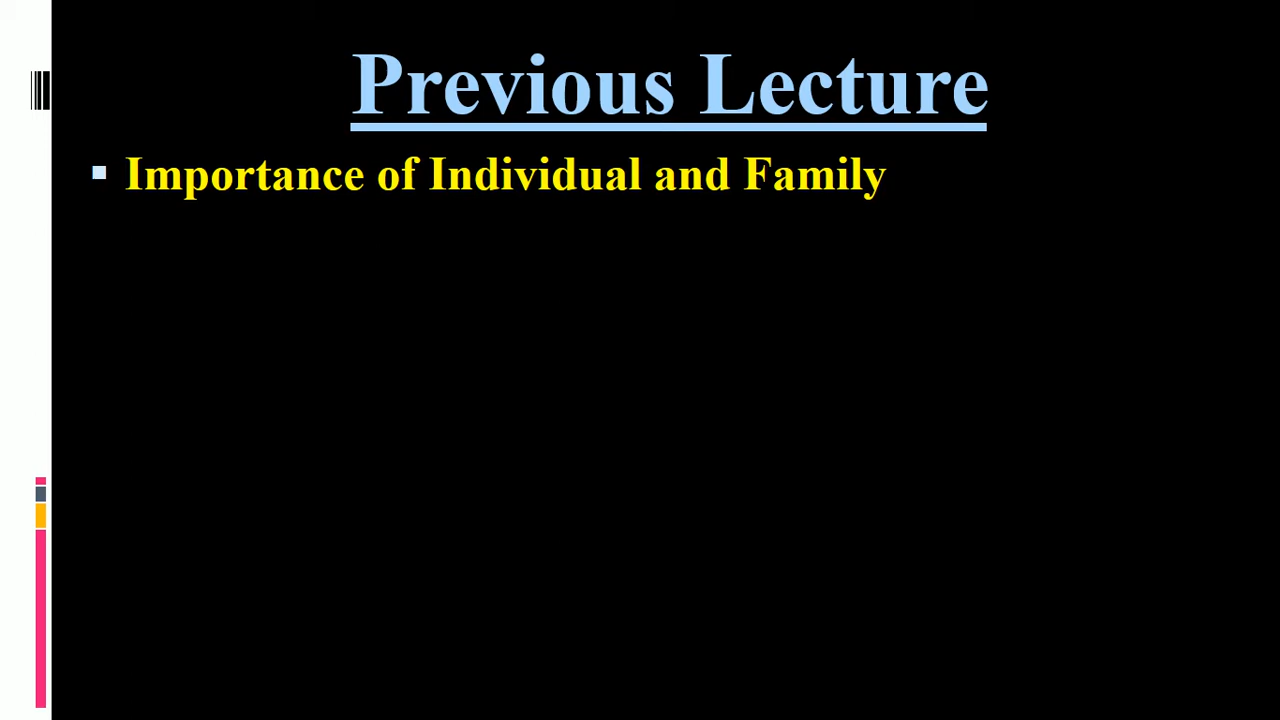 Previous Lecture
▪ Importance of Individual and Family